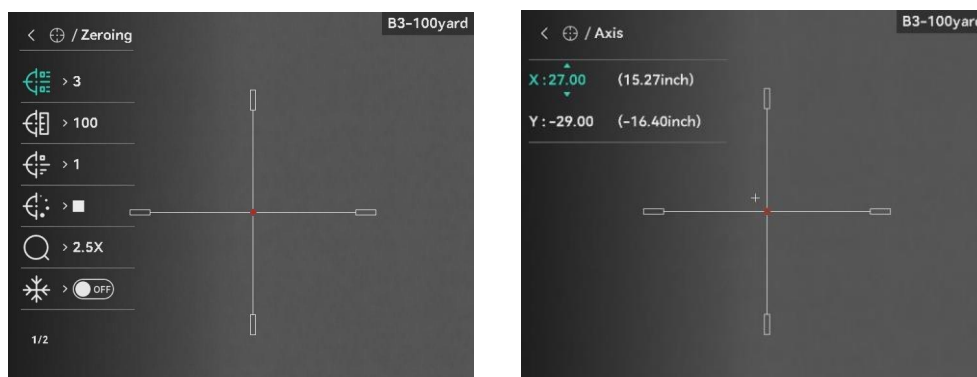 < / Zeroing
B3-100yard
> 3
> 100
> 1
>
> 2.5X
> OFF
1/2
< / Axis
B3-100yard
X:27.00 (15.27inch)
Y:-29.00 (-16.40inch)